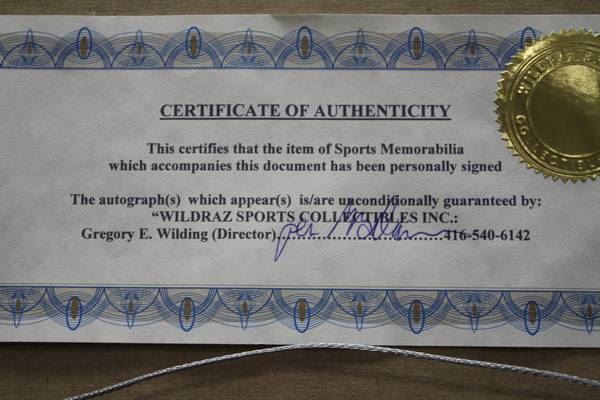 CERTIFICATE OF AUTHENTICITY
This certifies that the item of Sports Memorabilia
which accompanies this document has been personally signed
The autograph(s) which appear(s) is/are unconditionally guaranteed by:
"WILDRAZ SPORTS COLLECTIBLES INC.:
Gregory E. Wilding (Director)..............................416-540-6142
per
WILDRAZ